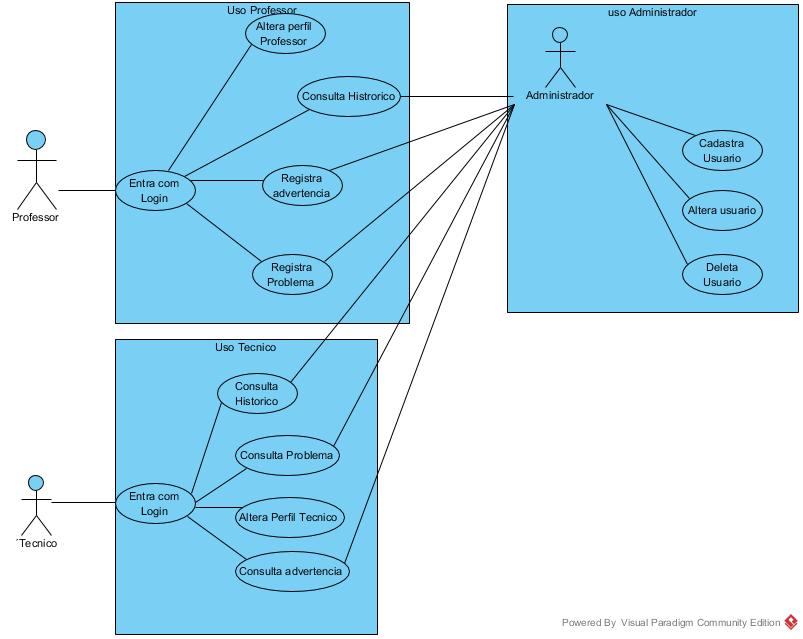 Uso Professor
Altera perfil
Professor
Consulta Histrorico
Registra
advertencia
Entra com
Login
Registra
Problema
Professor
uso Administrador
Administrador
Cadastra
Usuario
Altera usuario
Deleta
Usuario
Uso Tecnico
Consulta
Historico
Consulta Problema
Entra com
Login
Altera Perfil Tecnico
Consulta advertencia
´Tecnico
Powered By Visual Paradigm Community Edition